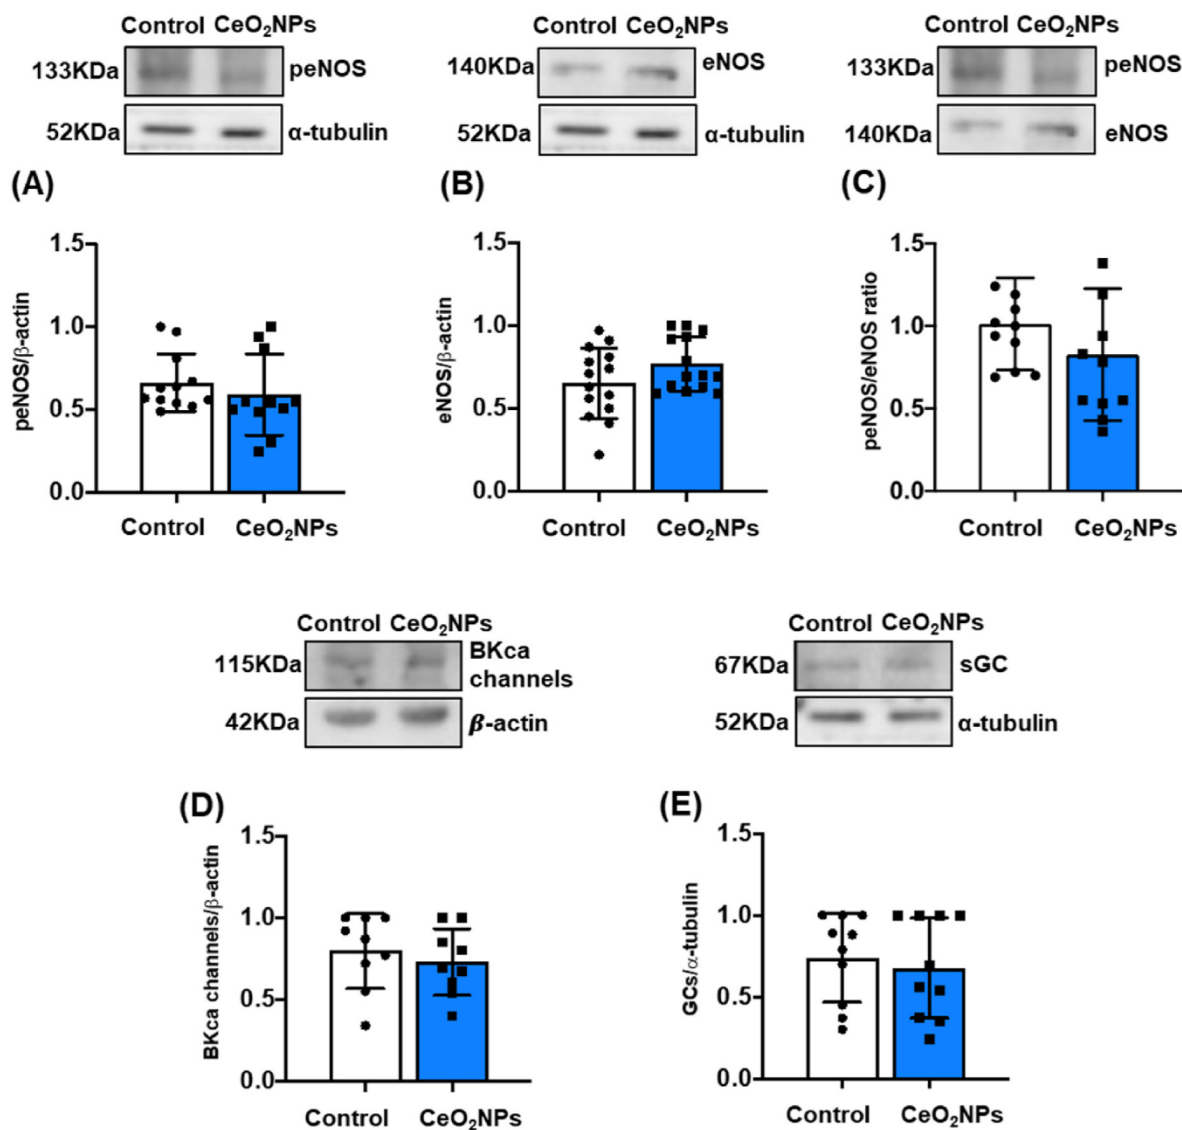 Control CeO₂NPs
133KDa peNOS
52KDa α-tubulin
Control CeO₂NPs
140KDa eNOS
52KDa α-tubulin
Control CeO₂NPs
133KDa peNOS
140KDa eNOS
(A)
peNOS/β-actin
1.5
1.0
0.5
0.0
Control CeO₂NPs
(B)
eNOS/β-actin
1.5
1.0
0.5
0.0
Control CeO₂NPs
(C)
peNOS/eNOS ratio
1.5
1.0
0.5
0.0
Control CeO₂NPs
Control CeO₂NPs
115KDa BKca
channels
42KDa β-actin
Control CeO₂NPs
67KDa sGC
52KDa α-tubulin
(D)
BKca channels/β-actin
1.5
1.0
0.5
0.0
Control CeO₂NPs
(E)
GCs/α-tubulin
1.5
1.0
0.5
0.0
Control CeO₂NPs